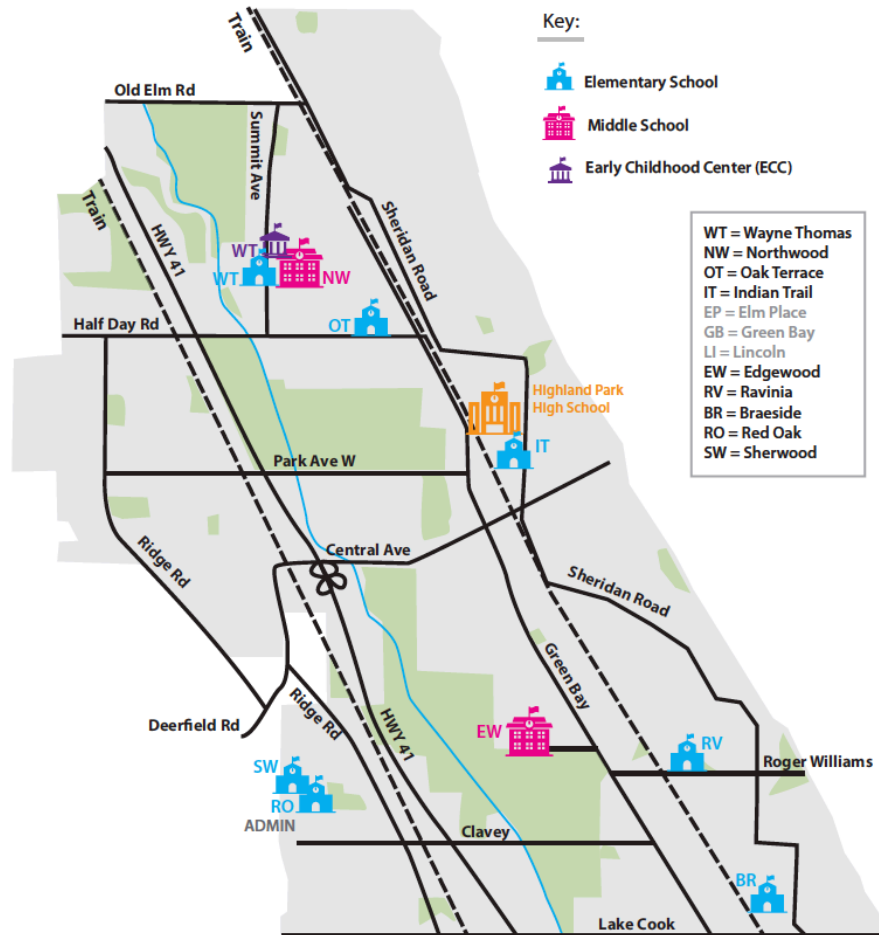 Key:
Elementary School
Middle School
Early Childhood Center (ECC)
WT = Wayne Thomas
NW = Northwood
OT = Oak Terrace
IT = Indian Trail
EP = Elm Place
GB = Green Bay
LI = Lincoln
EW = Edgewood
RV = Ravinia
BR = Braeside
RO = Red Oak
SW = Sherwood
Train
Old Elm Rd
Summit Ave
Train
HWY 41
Sheridan Road
WT
WT
NW
OT
Half Day Rd
Highland Park
High School
IT
Park Ave W
Ridge Rd
Central Ave
Sheridan Road
Green Bay
Deerfield Rd
Ridge Rd
HWY 41
EW
RV
Roger Williams
SW
RO
ADMIN
Clavey
BR
Lake Cook